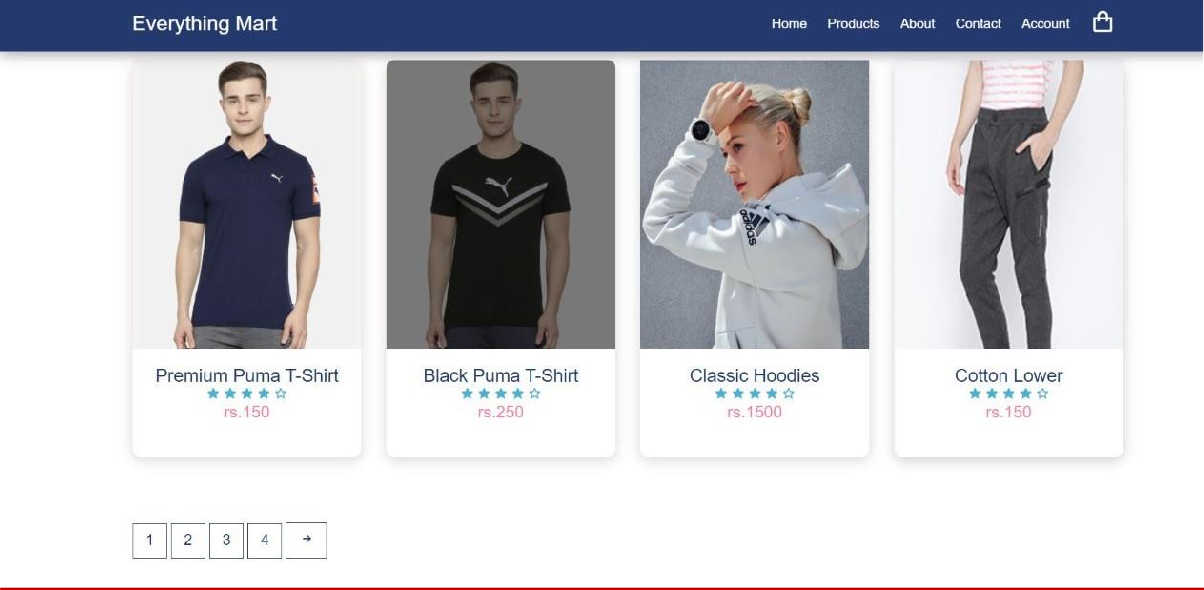 Everything Mart
Home Products About Contact Account
adidas
Premium Puma T-Shirt
Black Puma T-Shirt
Classic Hoodies
Cotton Lower
rs.150
rs.250
rs.1500
rs.150
1 2 3 4 →